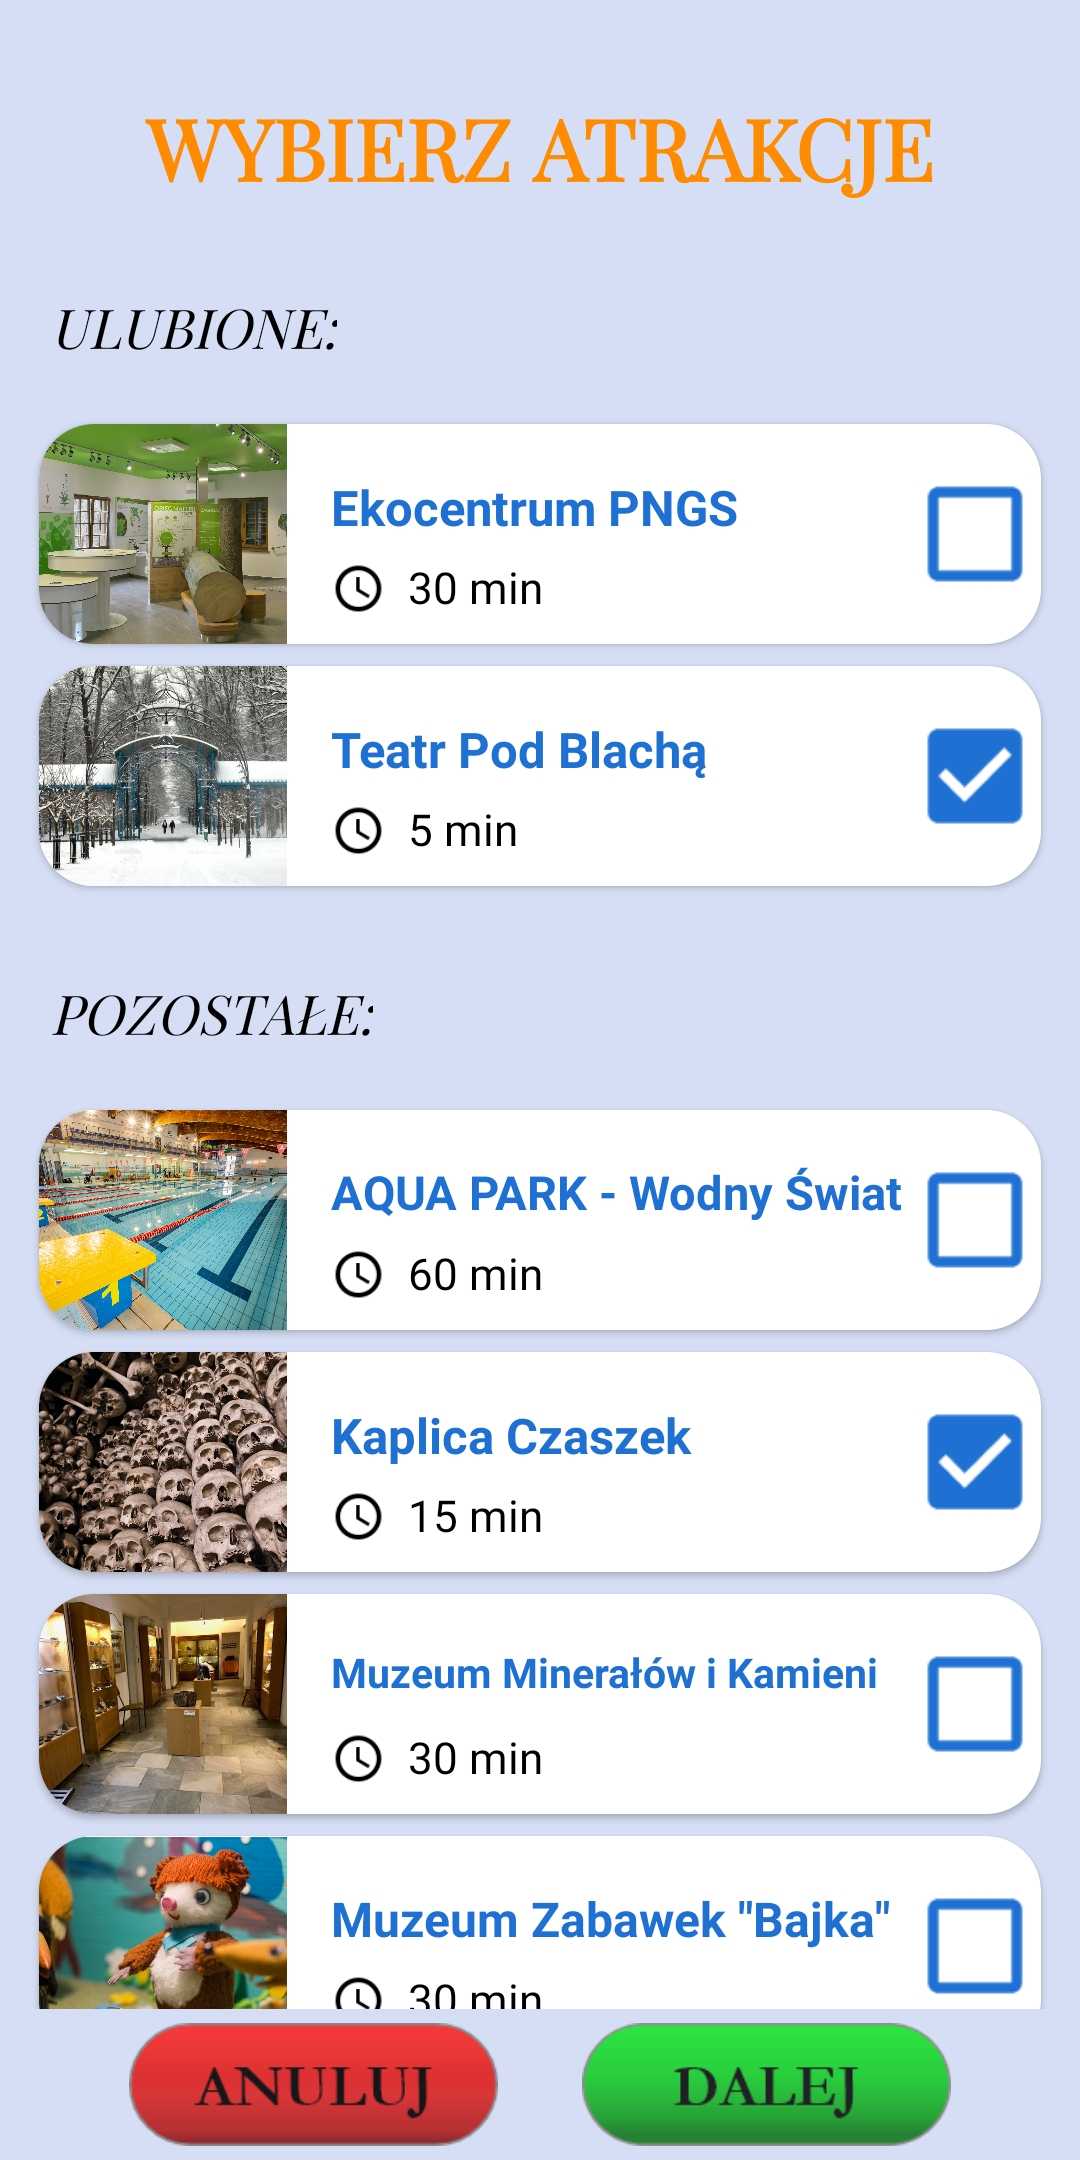 WYBIERZ ATRAKCJE
ULUBIONE:
Ekocentrum PNGS
30 min
Teatr Pod Blachą
5 min
POZOSTAŁE:
AQUA PARK - Wodny Świat
60 min
Kaplica Czaszek
15 min
Muzeum Minerałów i Kamieni
30 min
Muzeum Zabawek "Bajka"
30 min
ANULUJ DALEJ